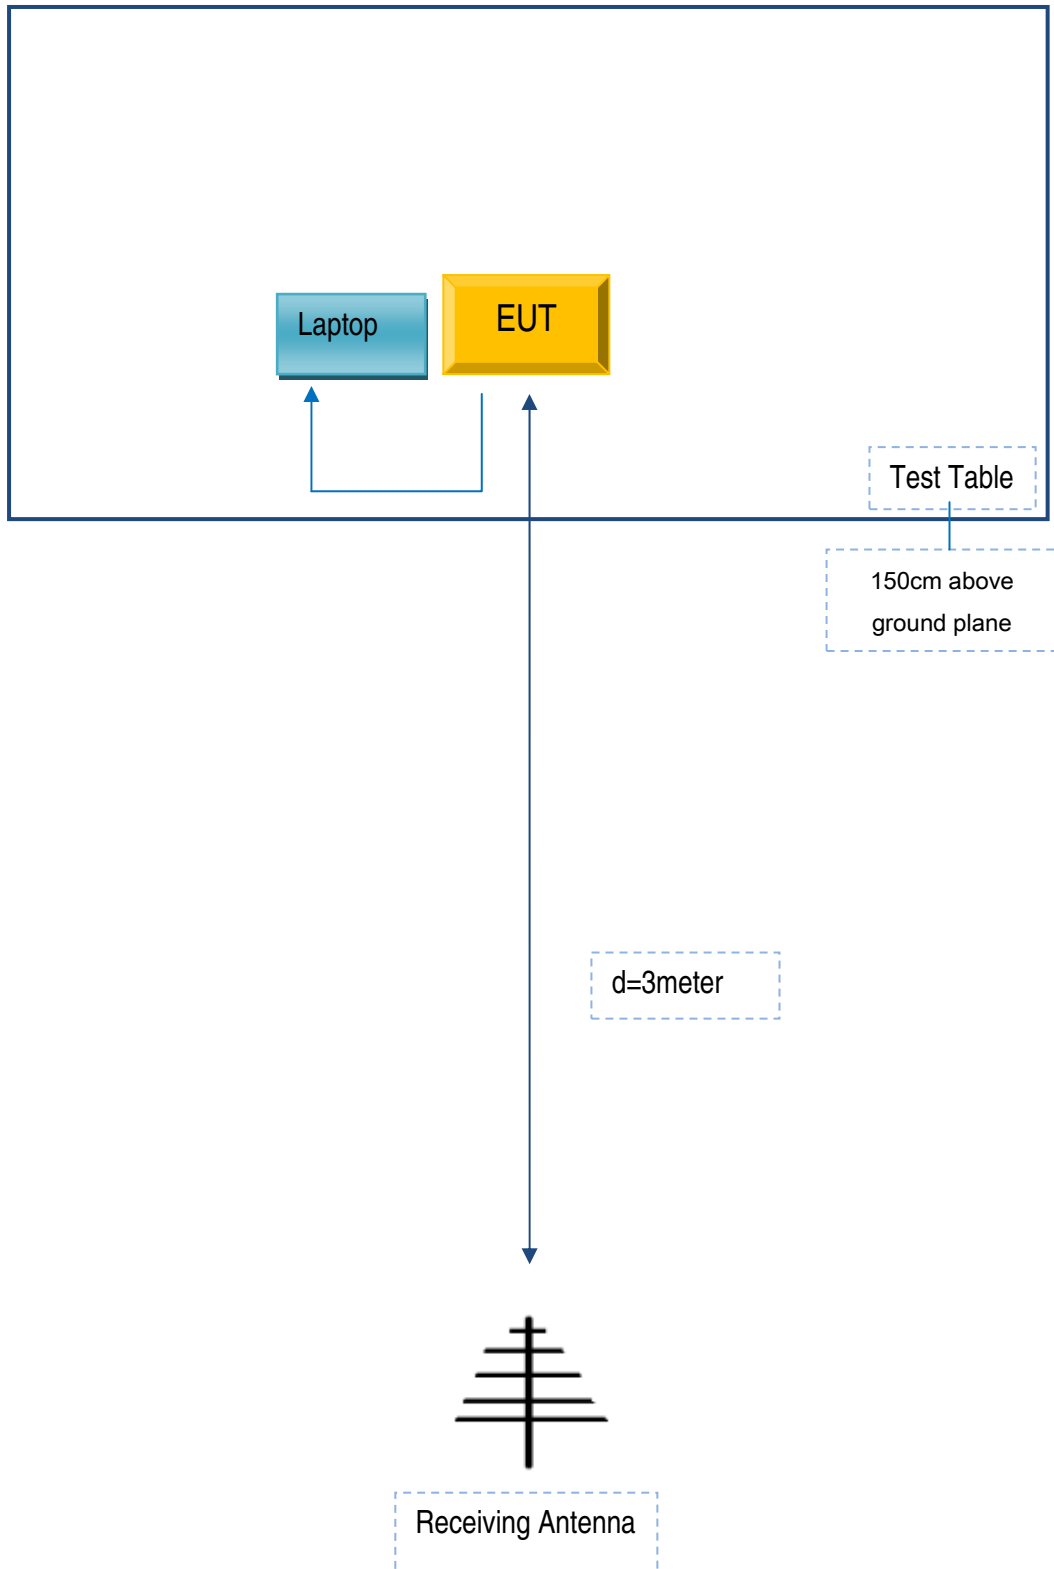 Laptop
EUT
Test Table
150cm above
ground plane
d=3meter
Receiving Antenna